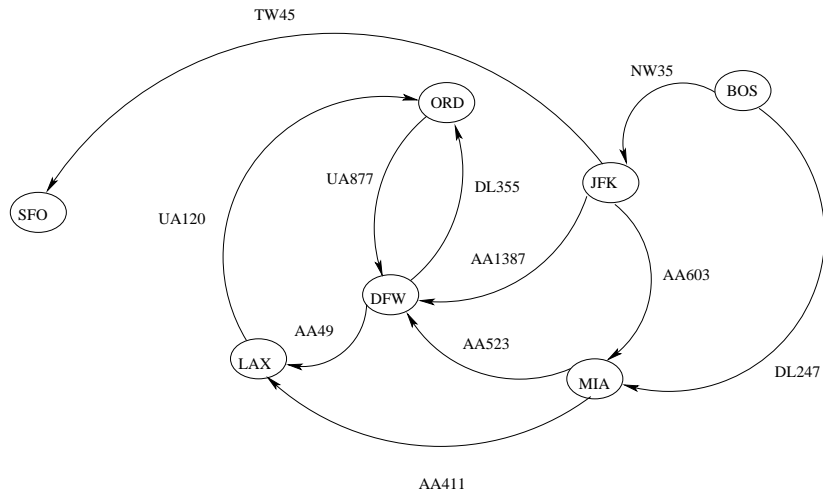 TW45
NW35
BOS
ORD
UA877
DL355
JFK
SFO
UA120
AA1387
AA603
DFW
AA49
AA523
LAX
MIA
DL247
AA411